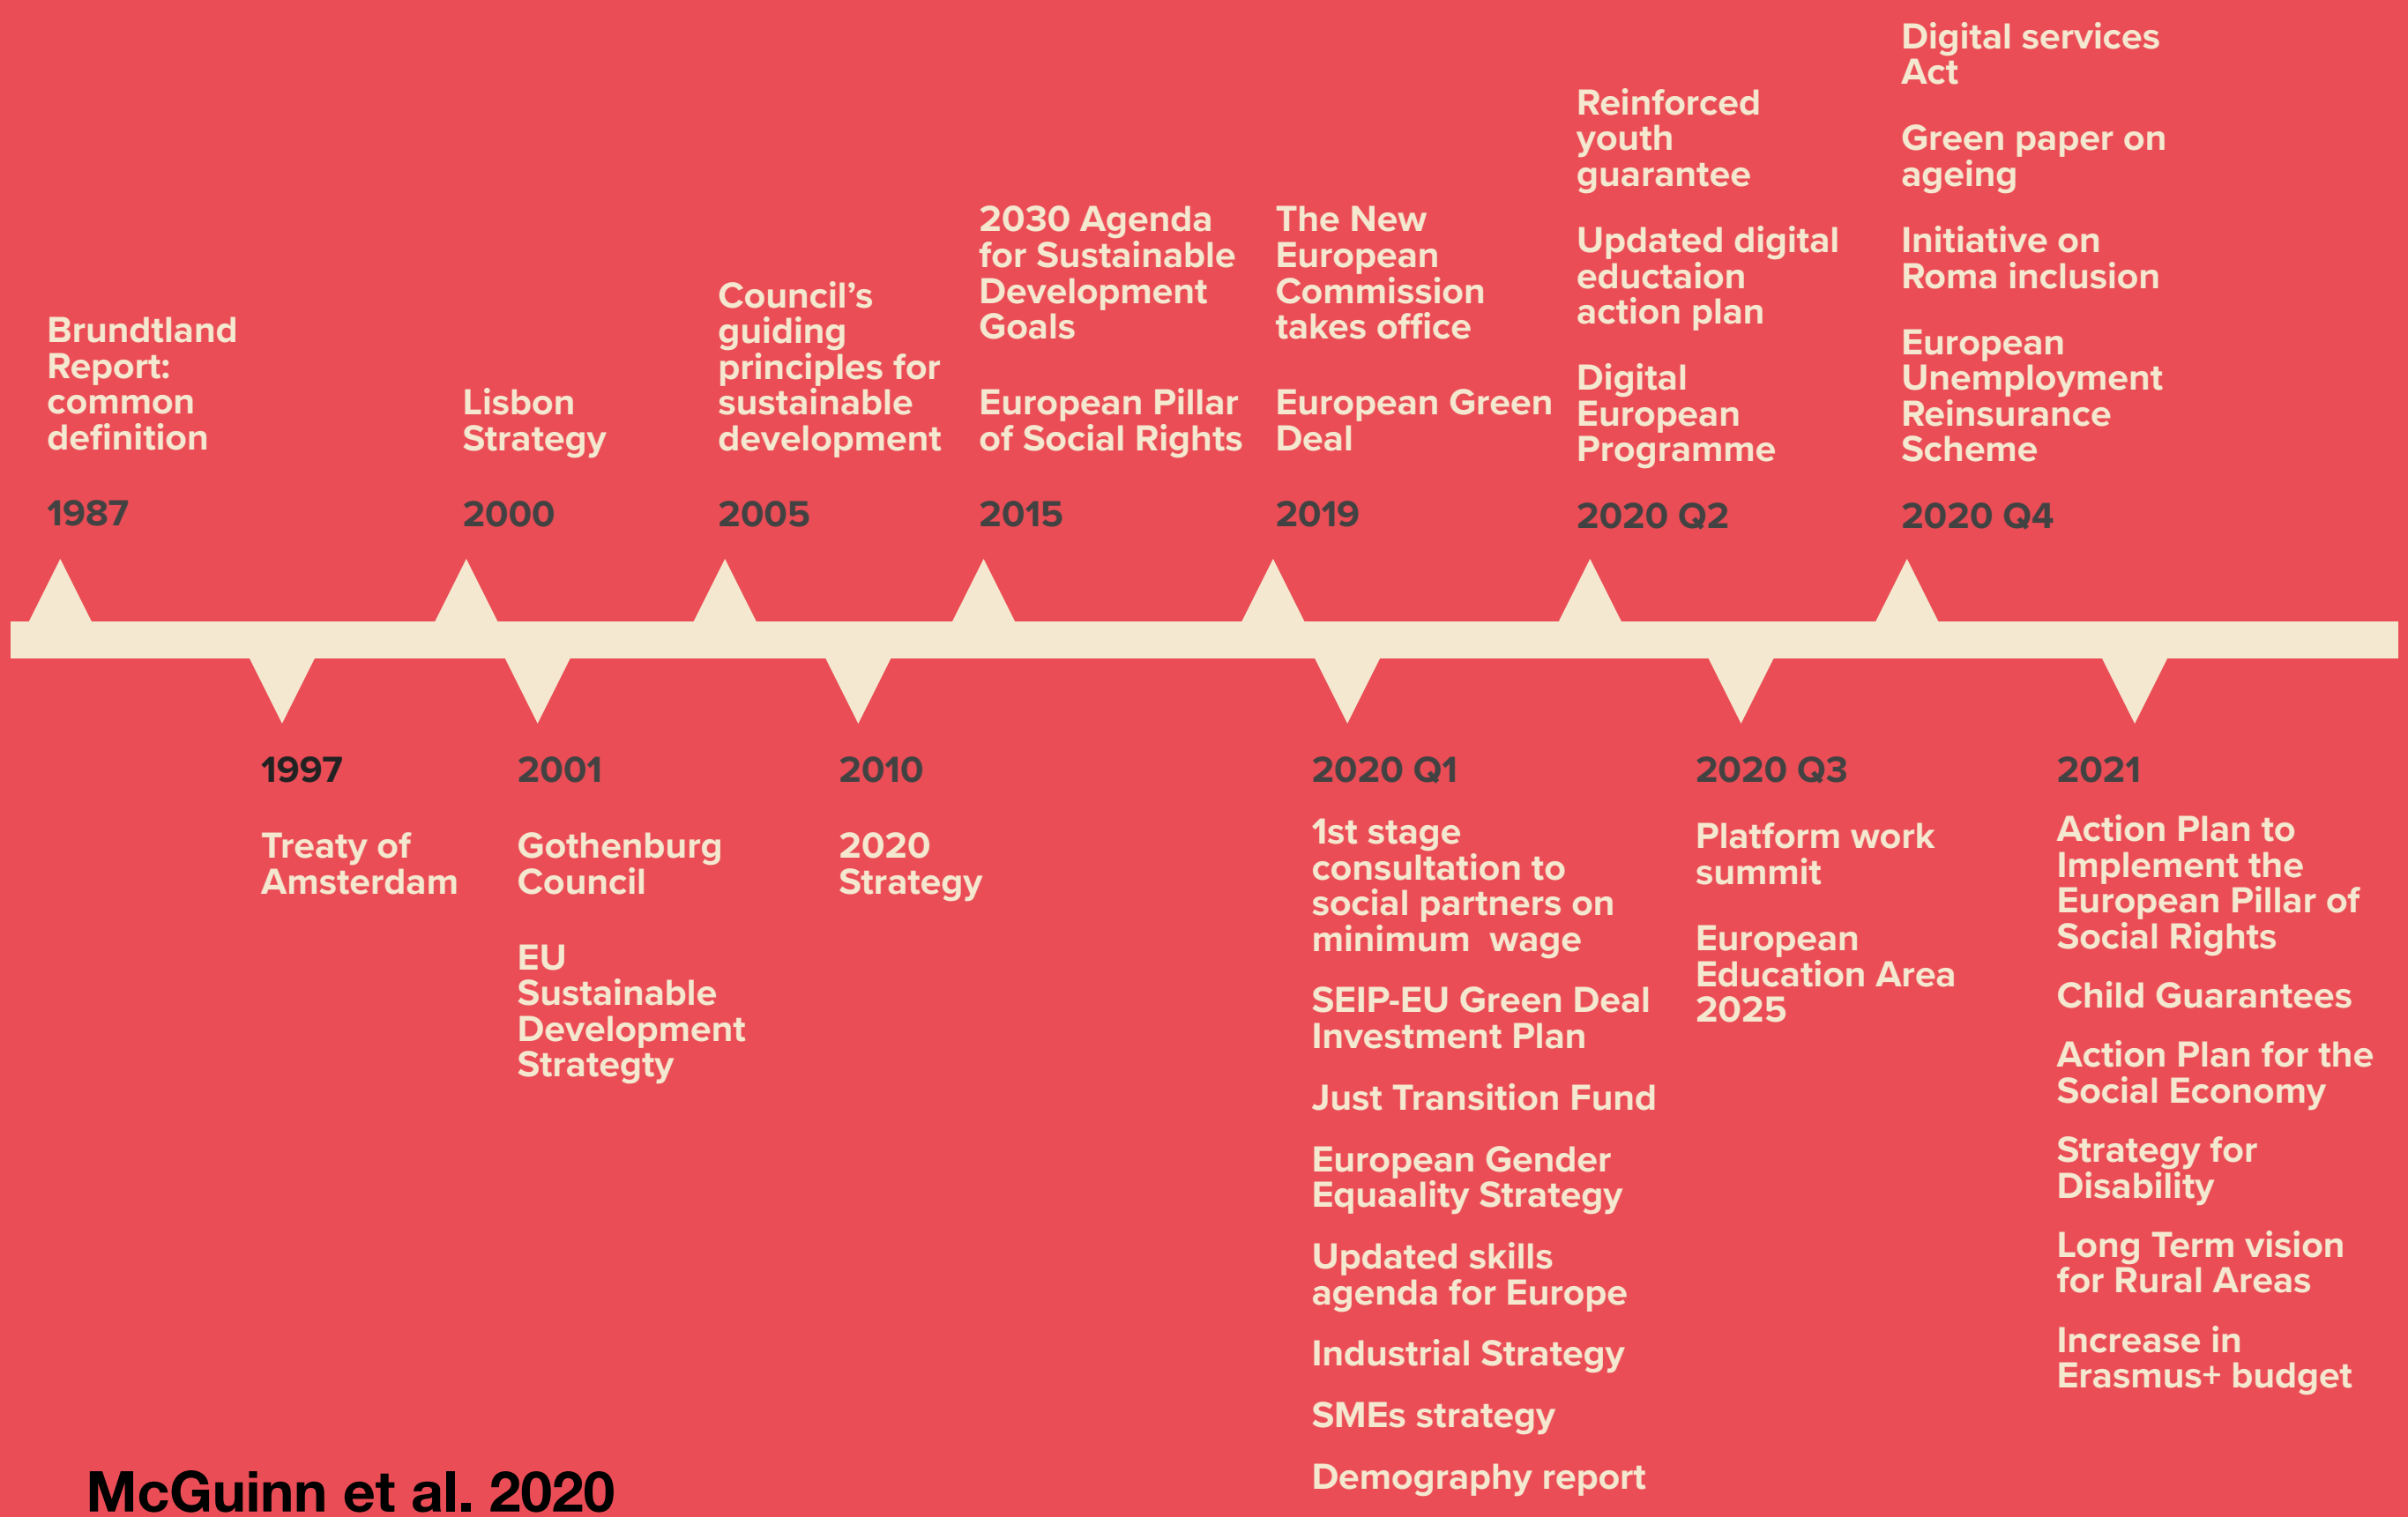 Brundtland
Report:
common
definition
1987
Lisbon
Strategy
2000
Council’s
guiding
principles for
sustainable
development
2005
2030 Agenda
for Sustainable
Development
Goals
European Pillar
of Social Rights
2015
The New
European
Commission
takes office
European Green
Deal
2019
Reinforced
youth
guarantee
Updated digital
eductaion
action plan
Digital
European
Programme
2020 Q2
Digital services
Act
Green paper on
ageing
Initiative on
Roma inclusion
European
Unemployment
Reinsurance
Scheme
2020 Q4
1997
Treaty of
Amsterdam
2001
Gothenburg
Council
EU
Sustainable
Development
Strategty
2010
2020
Strategy
2020 Q1
1st stage
consultation to
social partners on
minimum  wage
SEIP-EU Green Deal
Investment Plan
Just Transition Fund
European Gender
Equaality Strategy
Updated skills
agenda for Europe
Industrial Strategy
SMEs strategy
Demography report
2020 Q3
Platform work
summit
European
Education Area
2025
2021
Action Plan to
Implement the
European Pillar of
Social Rights
Child Guarantees
Action Plan for the
Social Economy
Strategy for
Disability
Long Term vision
for Rural Areas
Increase in
Erasmus+ budget
McGuinn et al. 2020